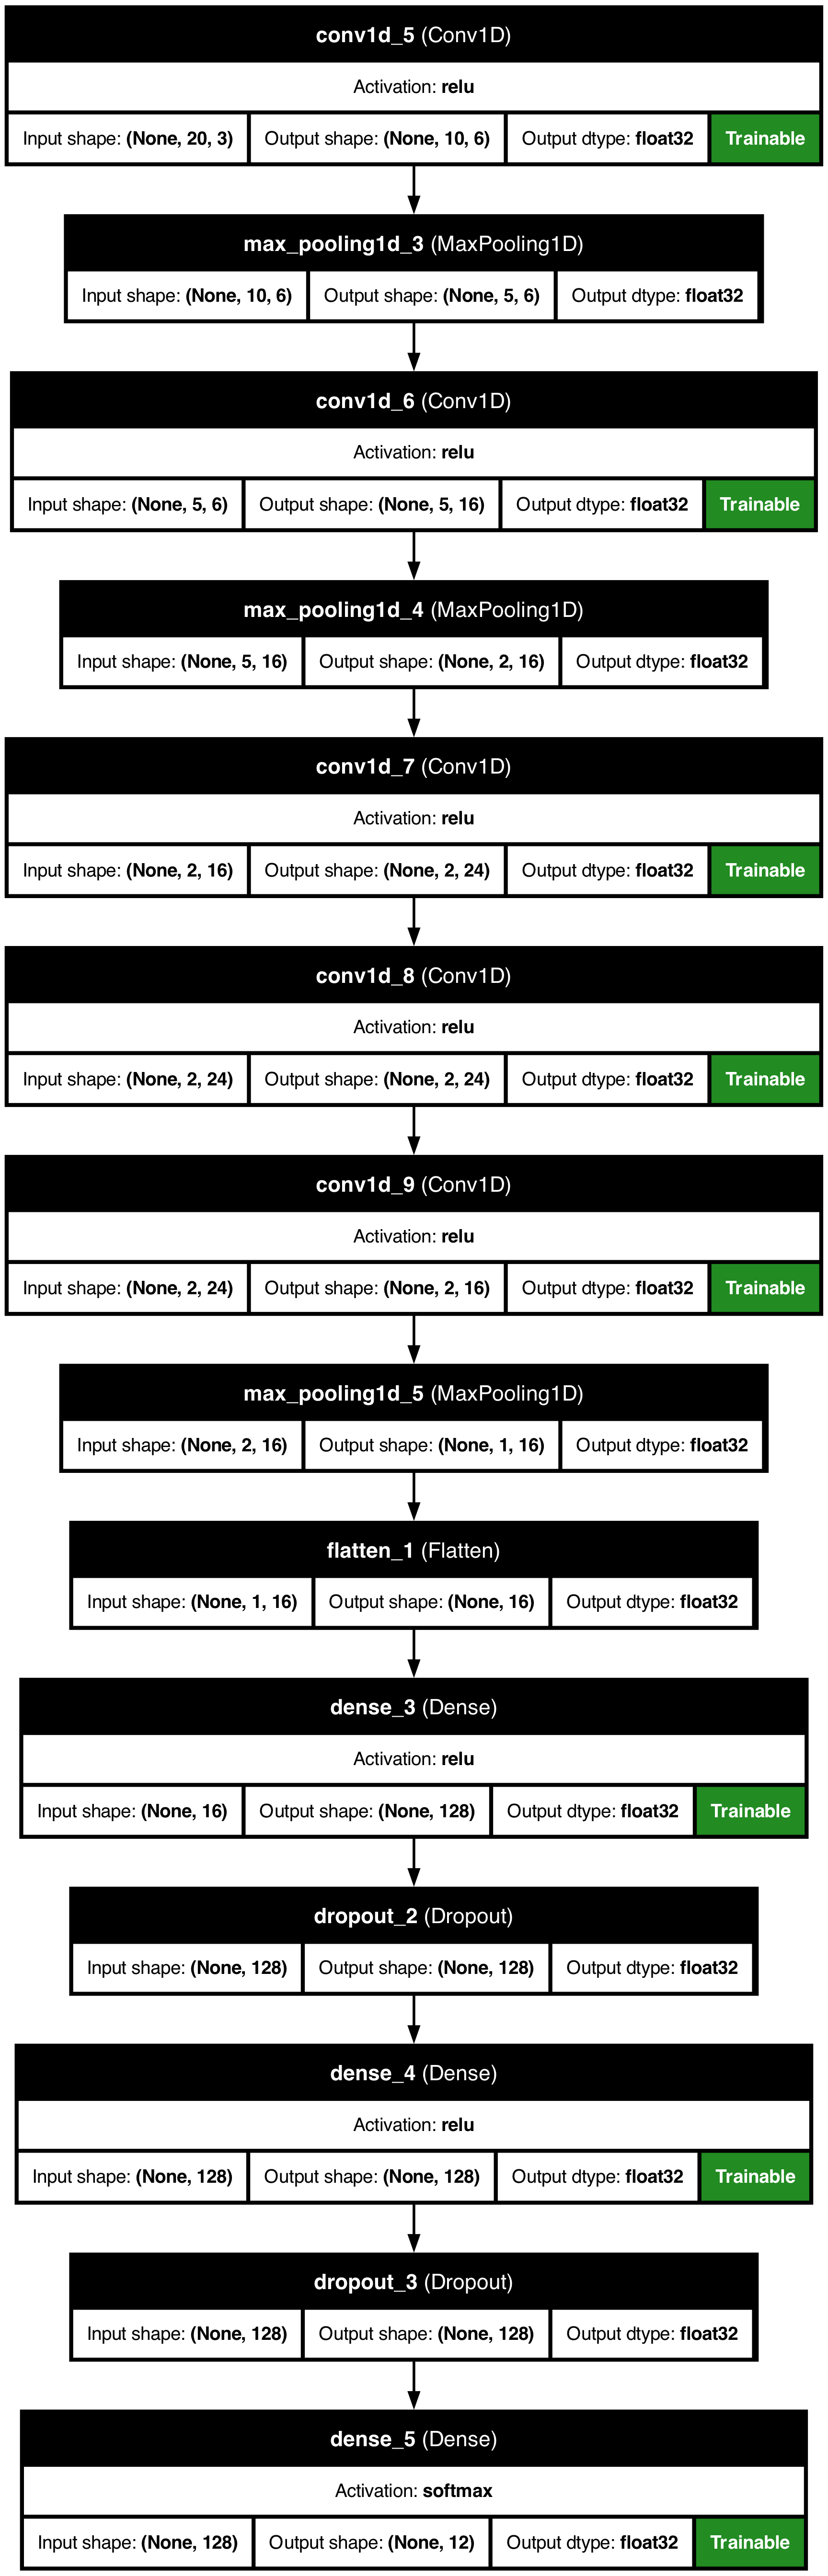 conv1d_5 (Conv1D)
Activation: relu
Input shape: (None, 20, 3) Output shape: (None, 10, 6) Output dtype: float32 Trainable
max_pooling1d_3 (MaxPooling1D)
Input shape: (None, 10, 6) Output shape: (None, 5, 6) Output dtype: float32
conv1d_6 (Conv1D)
Activation: relu
Input shape: (None, 5, 6) Output shape: (None, 5, 16) Output dtype: float32 Trainable
max_pooling1d_4 (MaxPooling1D)
Input shape: (None, 5, 16) Output shape: (None, 2, 16) Output dtype: float32
conv1d_7 (Conv1D)
Activation: relu
Input shape: (None, 2, 16) Output shape: (None, 2, 24) Output dtype: float32 Trainable
conv1d_8 (Conv1D)
Activation: relu
Input shape: (None, 2, 24) Output shape: (None, 2, 24) Output dtype: float32 Trainable
conv1d_9 (Conv1D)
Activation: relu
Input shape: (None, 2, 24) Output shape: (None, 2, 16) Output dtype: float32 Trainable
max_pooling1d_5 (MaxPooling1D)
Input shape: (None, 2, 16) Output shape: (None, 1, 16) Output dtype: float32
flatten_1 (Flatten)
Input shape: (None, 1, 16) Output shape: (None, 16) Output dtype: float32
dense_3 (Dense)
Activation: relu
Input shape: (None, 16) Output shape: (None, 128) Output dtype: float32 Trainable
dropout_2 (Dropout)
Input shape: (None, 128) Output shape: (None, 128) Output dtype: float32
dense_4 (Dense)
Activation: relu
Input shape: (None, 128) Output shape: (None, 128) Output dtype: float32 Trainable
dropout_3 (Dropout)
Input shape: (None, 128) Output shape: (None, 128) Output dtype: float32
dense_5 (Dense)
Activation: softmax
Input shape: (None, 128) Output shape: (None, 12) Output dtype: float32 Trainable